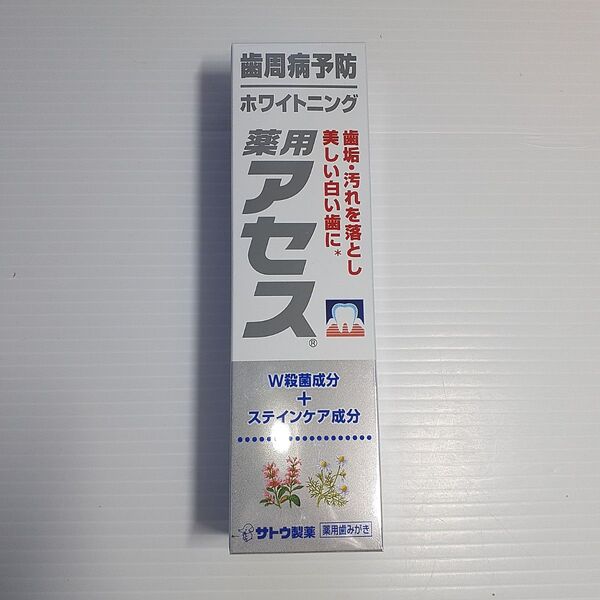 歯周病予防
ホワイトニング
薬用
アセス®
歯垢・汚れを落とし
美しい白い歯に*
W殺菌成分
+
ステインケア成分
サトウ製薬
薬用歯みがき